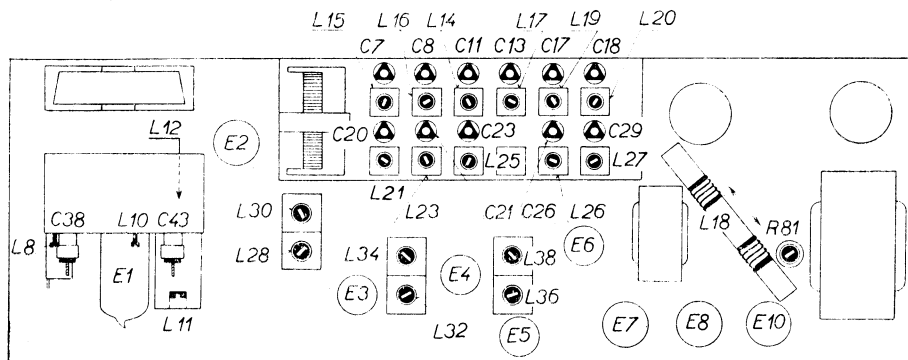 L15 L16 L14 L17 L19 L20
C7 C8 C11 C13 C17 C18
L12
E2
C20 C23 C29
L25 L27
L21
L30 L23 C21 C26 L26 L18
C38 L10 C43
L8 L28 L34 L38 E6 R81
E1 E3 E4 L36
L11 L32 E5 E7 E8 E10